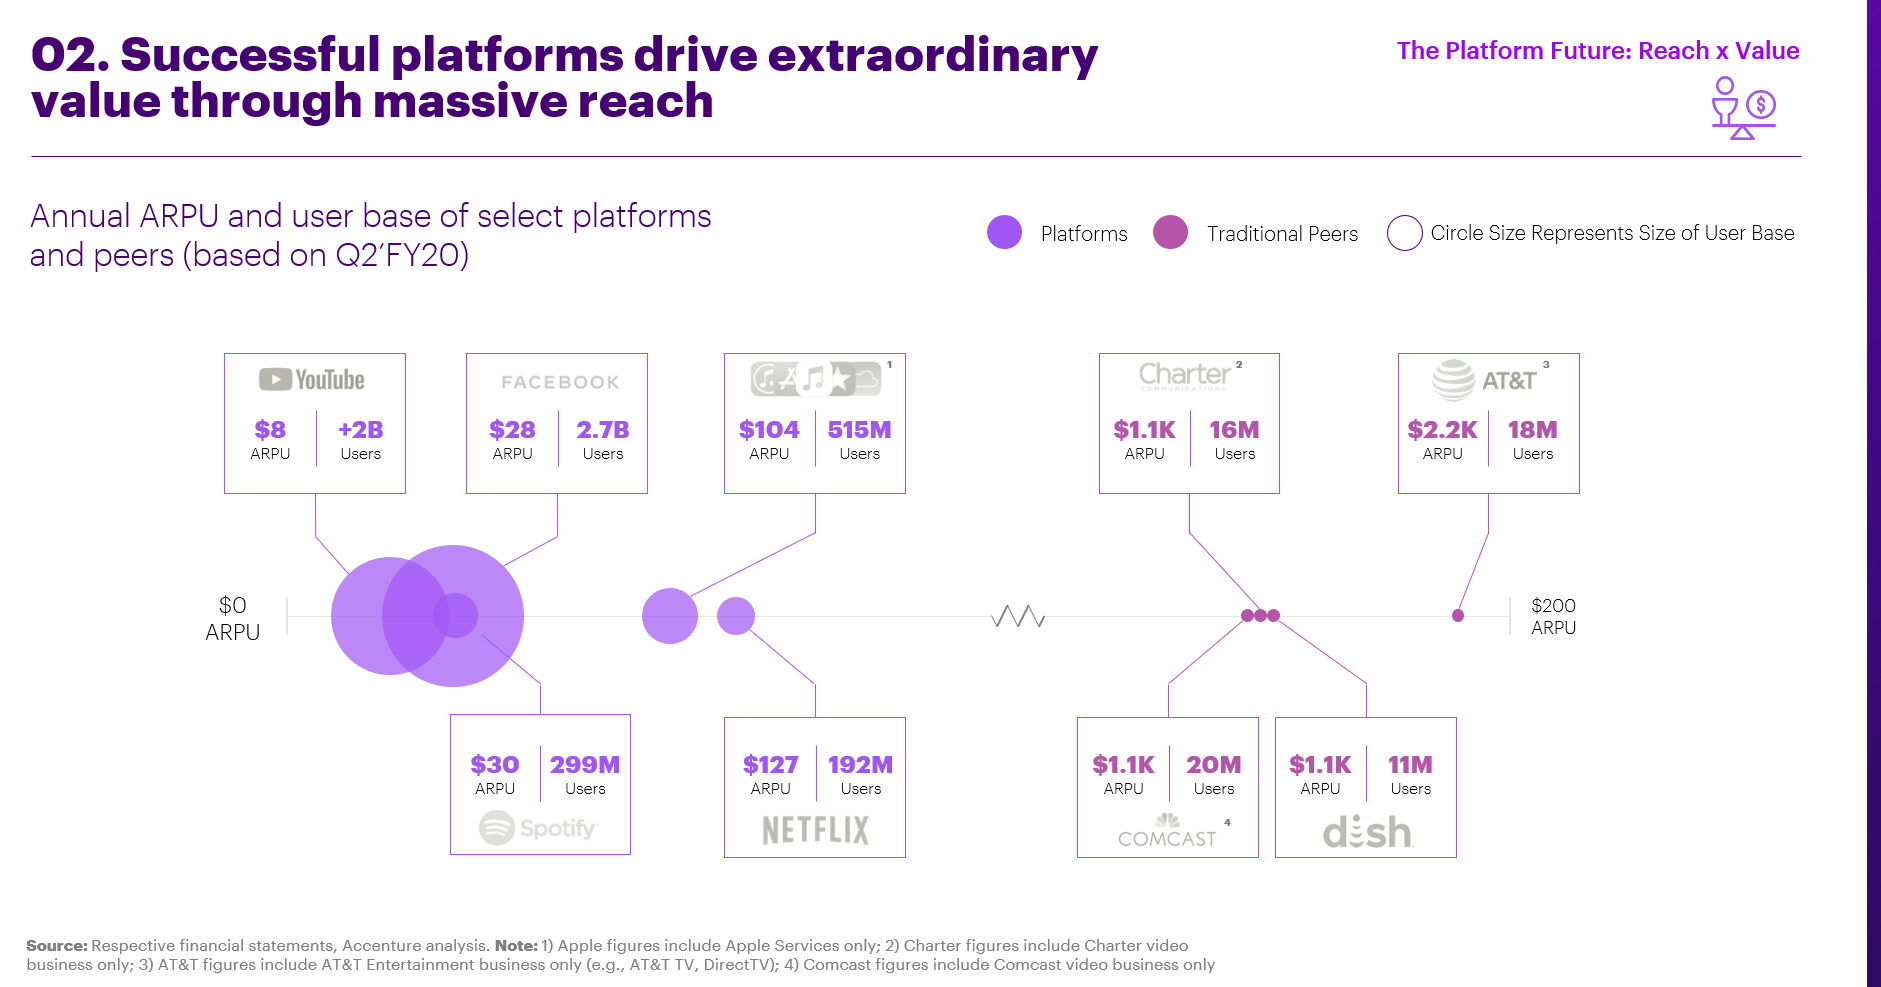 02. Successful platforms drive extraordinary
value through massive reach
The Platform Future: Reach x Value
$
Annual ARPU and user base of select platforms
and peers (based on Q2’FY20)
Platforms
Traditional Peers
Circle Size Represents Size of User Base
YouTube
$8
ARPU
+2B
Users
FACEBOOK
$28
ARPU
2.7B
Users
1
$104
ARPU
515M
Users
Charter
COMMUNICATIONS
2
$1.1K
ARPU
16M
Users
AT&T
3
$2.2K
ARPU
18M
Users
$0
ARPU
$200
ARPU
$30
ARPU
299M
Users
Spotify
$127
ARPU
192M
Users
NETFLIX
$1.1K
ARPU
20M
Users
COMCAST
4
$1.1K
ARPU
11M
Users
dish
Source: Respective financial statements, Accenture analysis. Note: 1) Apple figures include Apple Services only; 2) Charter figures include Charter video
business only; 3) AT&T figures include AT&T Entertainment business only (e.g., AT&T TV, DirectTV); 4) Comcast figures include Comcast video business only